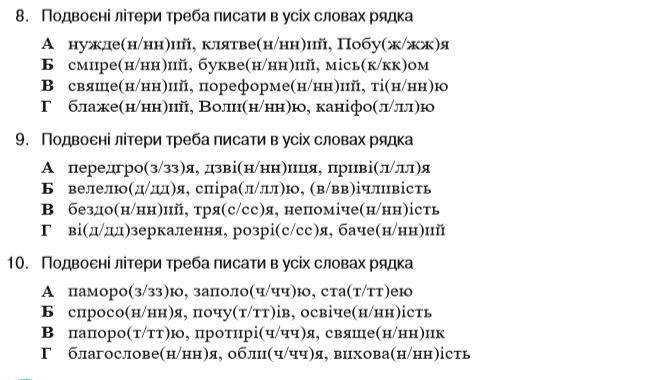 8. Подвоєні літери треба писати в усіх словах рядка
А нужде(н/нн)ий, клятве(н/нн)ий, Побу(ж/жж)я
Б смире(н/нн)ий, букве(н/нн)ий, місь(к/кк)ом
В свяще(н/нн)ий, пореформе(н/нн)ий, ті(н/нн)ю
Г блаже(н/нн)ий, Воли(н/нн)ю, каніфо(л/лл)ю
9. Подвоєні літери треба писати в усіх словах рядка
А передгро(з/зз)я, дзві(н/нн)иця, приві(л/лл)я
Б велелю(д/дд)я, спіра(л/лл)ю, (в/вв)ічливість
В бездо(н/нн)ий, тря(с/сс)я, непоміче(н/нн)ість
Г ві(д/дд)зеркалення, розрі(с/сс)я, баче(н/нн)ий
10. Подвоєні літери треба писати в усіх словах рядка
А паморо(з/зз)ю, заполо(ч/чч)ю, ста(т/тт)ею
Б спросо(н/нн)я, почу(т/тт)ів, освіче(н/нн)ість
В папоро(т/тт)ю, протирі(ч/чч)я, свяще(н/нн)ик
Г благослове(н/нн)я, обли(ч/чч)я, вихова(н/нн)ість